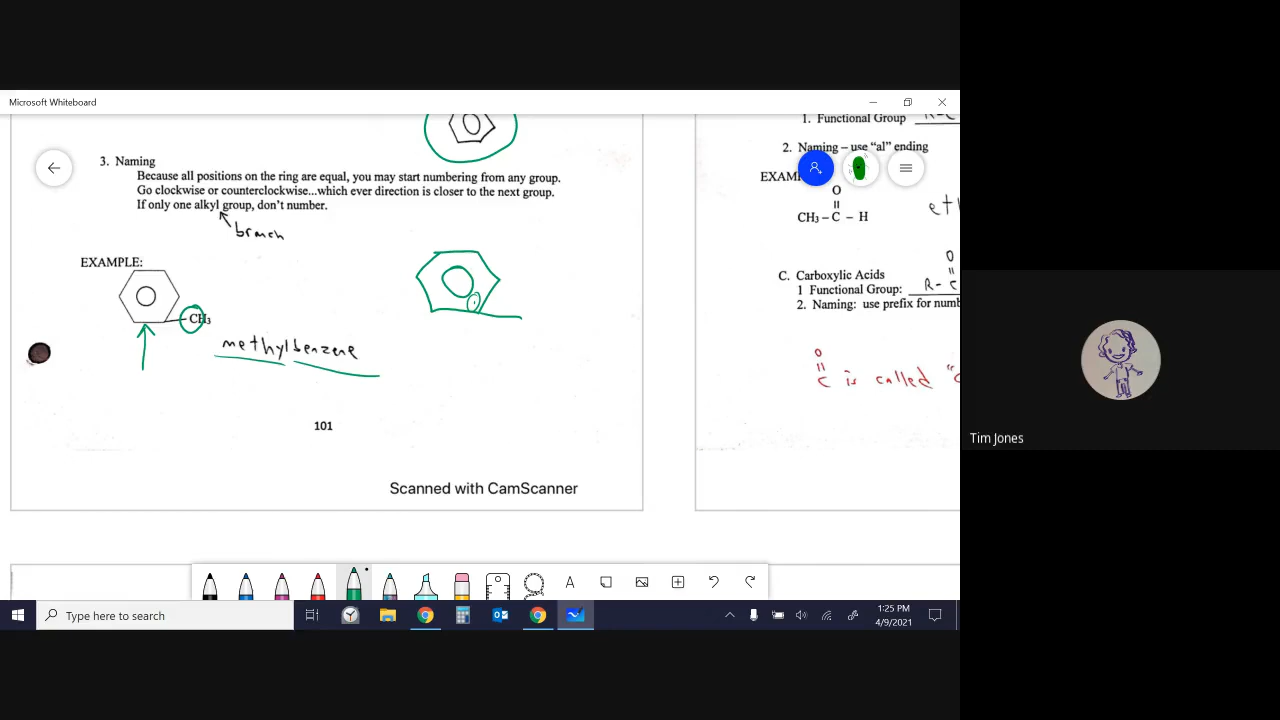 Microsoft Whiteboard
3. Naming
Because all positions on the ring are equal, you may start numbering from any group.
Go clockwise or counterclockwise...which ever direction is closer to the next group.
If only one alkyl group, don't number.
branch
EXAMPLE:
CH3
methylbenzene
101
Scanned with CamScanner
1. Functional Group
2. Naming – use "al" ending
O
CH3 – C – H
eth
O
C. Carboxylic Acids
1 Functional Group: R- C
2. Naming: use prefix for numb
O
C is called "
Tim Jones
A
Type here to search
1:25 PM
4/9/2021